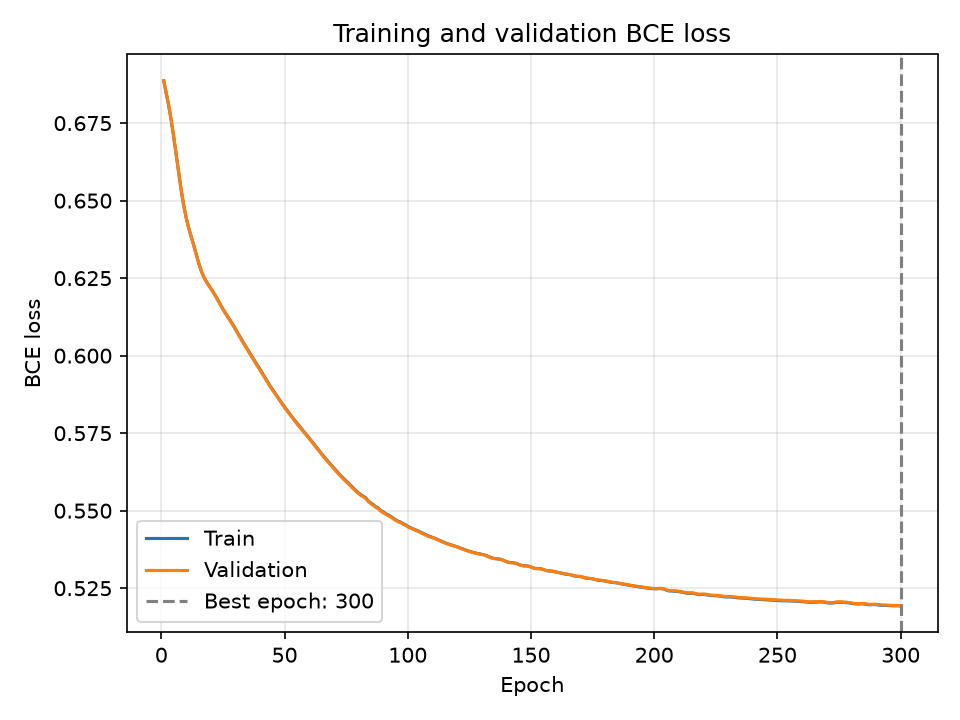 Training and validation BCE loss
BCE loss
0.675
0.650
0.625
0.600
0.575
0.550
0.525
Train
Validation
Best epoch: 300
0 50 100 150 200 250 300
Epoch